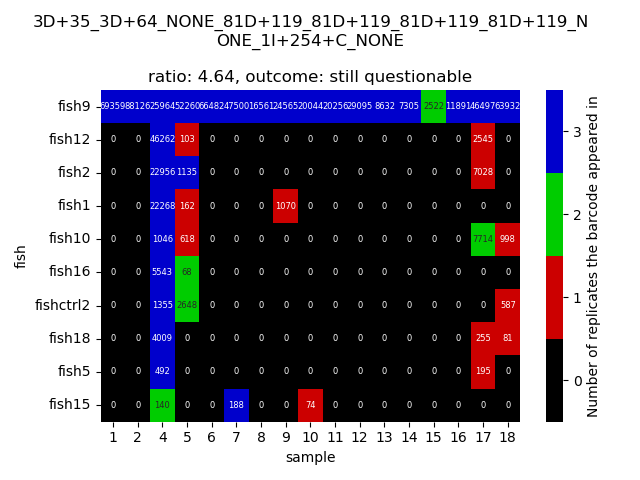 3D+35_3D+64_NONE_81D+119_81D+119_81D+119_81D+119_N
ONE_1I+254+C_NONE
ratio: 4.64, outcome: still questionable
fish9 16561 24565 20044 20256 29095 8632 7305 2522 11891 63932
fish12 0 0 46262 103 0 0 0 0 0 0 0 0 0 0 0 2545 0
fish2 0 0 22956 1135 0 0 0 0 0 0 0 0 0 0 0 7028 0
fish1 0 0 22268 162 0 0 0 1070 0 0 0 0 0 0 0 0 0
fish10 0 0 1046 618 0 0 0 0 0 0 0 0 0 0 0 7714 998
fish16 0 0 5543 68 0 0 0 0 0 0 0 0 0 0 0 0 0
fishctrl2 0 0 1355 2648 0 0 0 0 0 0 0 0 0 0 0 0 587
fish18 0 0 4009 0 0 0 0 0 0 0 0 0 0 0 0 255 81
fish5 0 0 492 0 0 0 0 0 0 0 0 0 0 0 0 195 0
fish15 0 0 140 0 0 188 0 0 74 0 0 0 0 0 0 0 0
1 2 4 5 6 7 8 9 10 11 12 13 14 15 16 17 18
sample
fish
3
2
1
0
Number of replicates the barcode appeared in